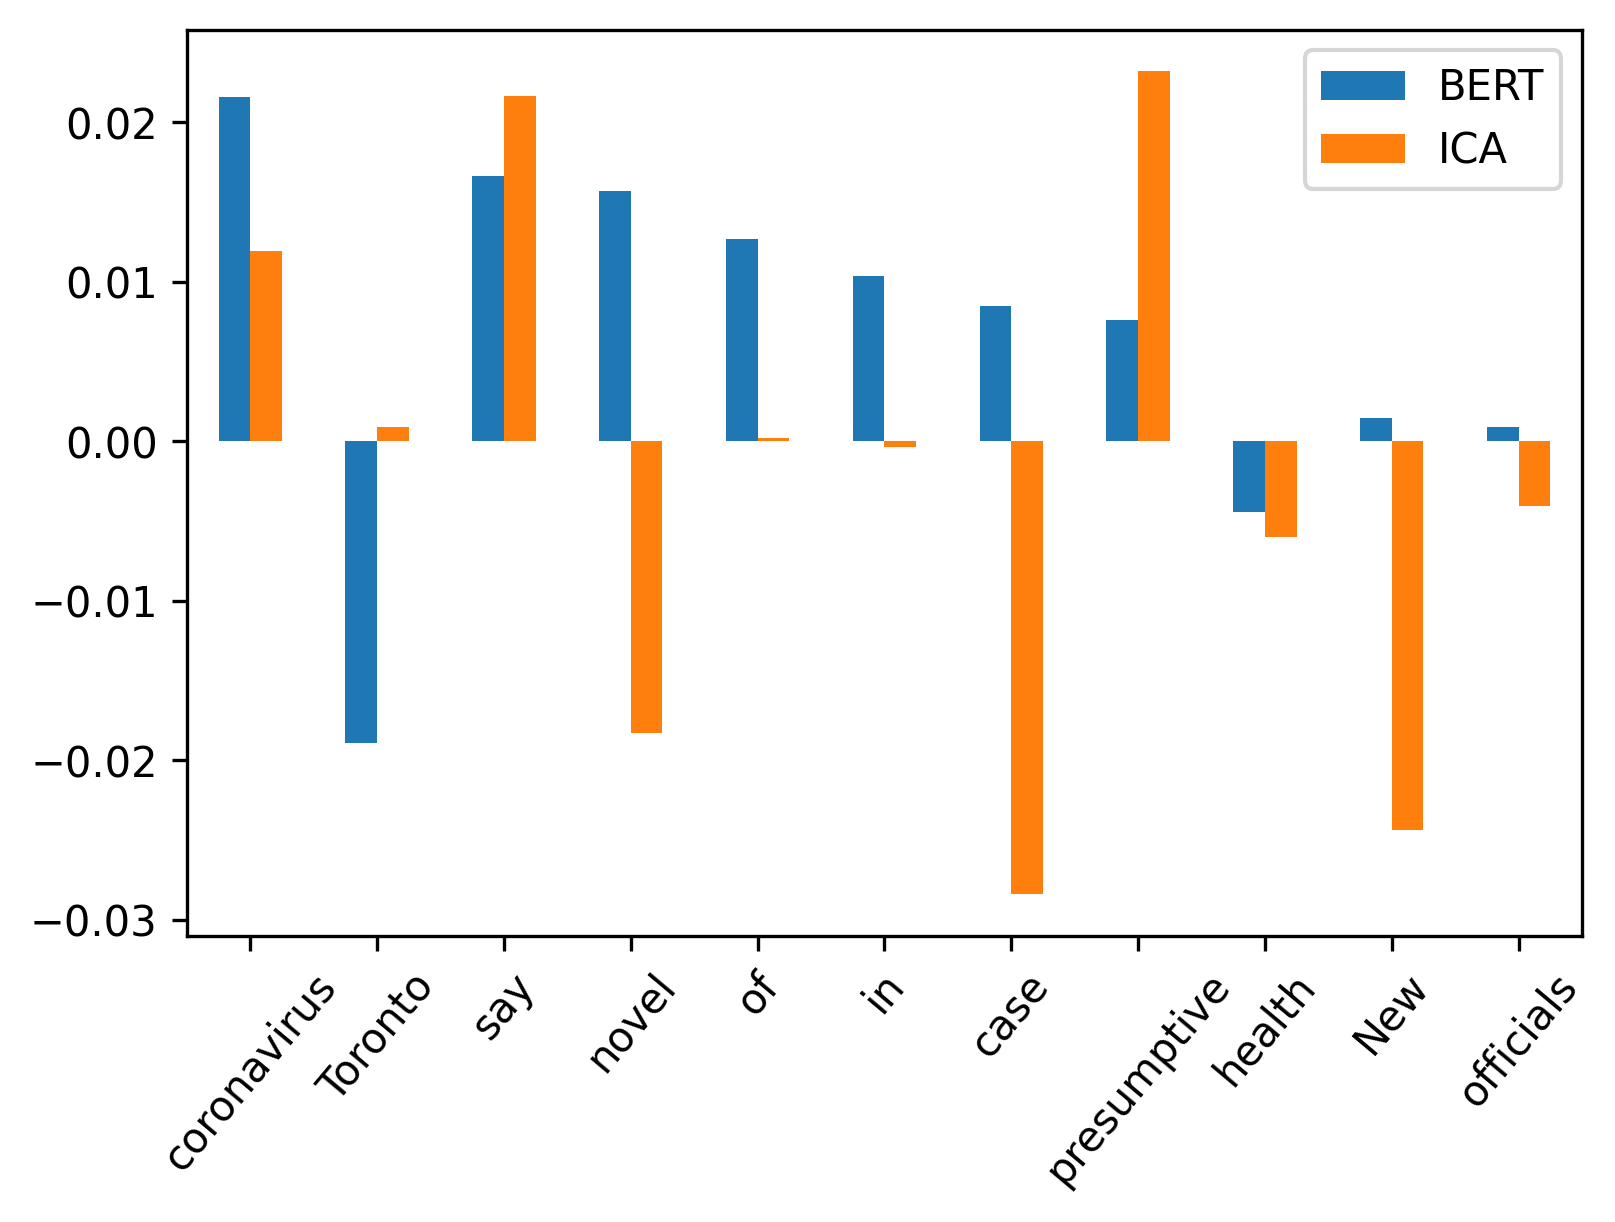 BERT
ICA
0.02
0.01
0.00
−0.01
−0.02
−0.03
coronavirus
Toronto
say
novel
of
in
case
presumptive
health
New
officials